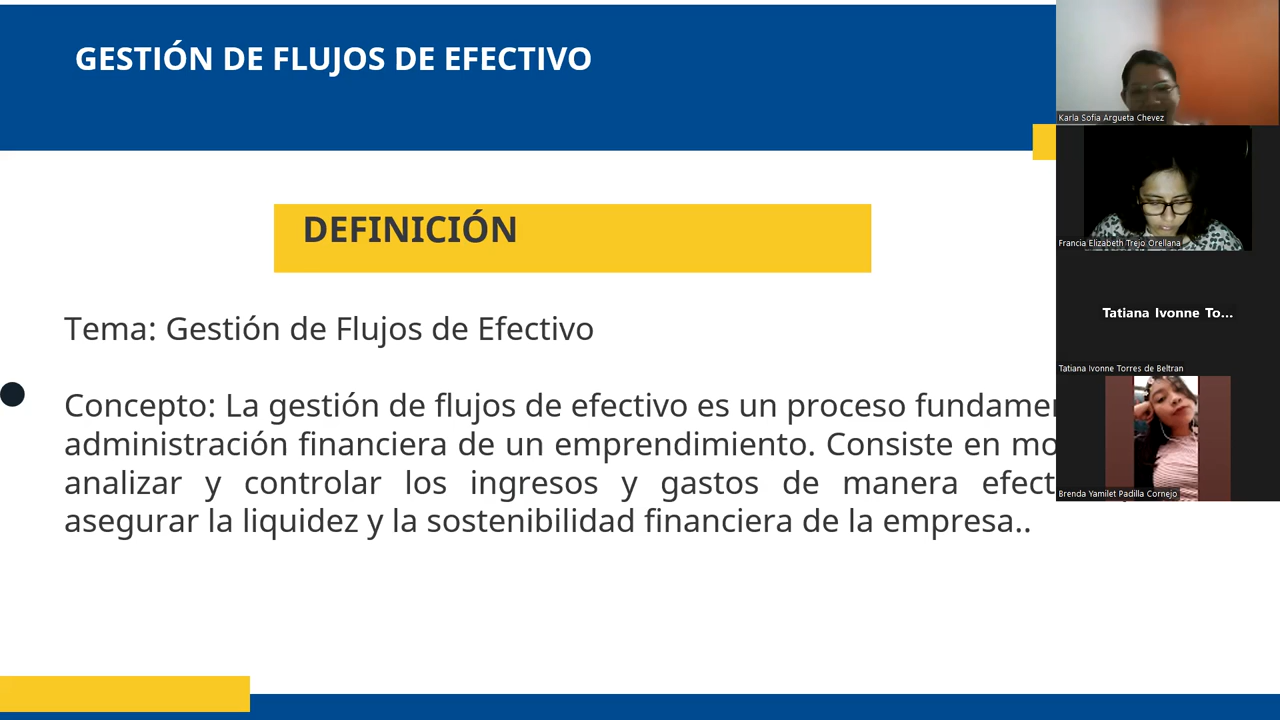 GESTIÓN DE FLUJOS DE EFECTIVO
DEFINICIÓN
Tema: Gestión de Flujos de Efectivo
Concepto: La gestión de flujos de efectivo es un proceso
administración financiera de un emprendimiento. Consiste en
analizar y controlar los ingresos y gastos de manera
asegurar la liquidez y la sostenibilidad financiera de la empresa..
Karla Sofia Argueta Chevez
Francia Elizabeth Trejo Orellana
Tatiana Ivonne To...
Tatiana Ivonne Torres de Beltran
Brenda Yamilet Padilla Cornejo